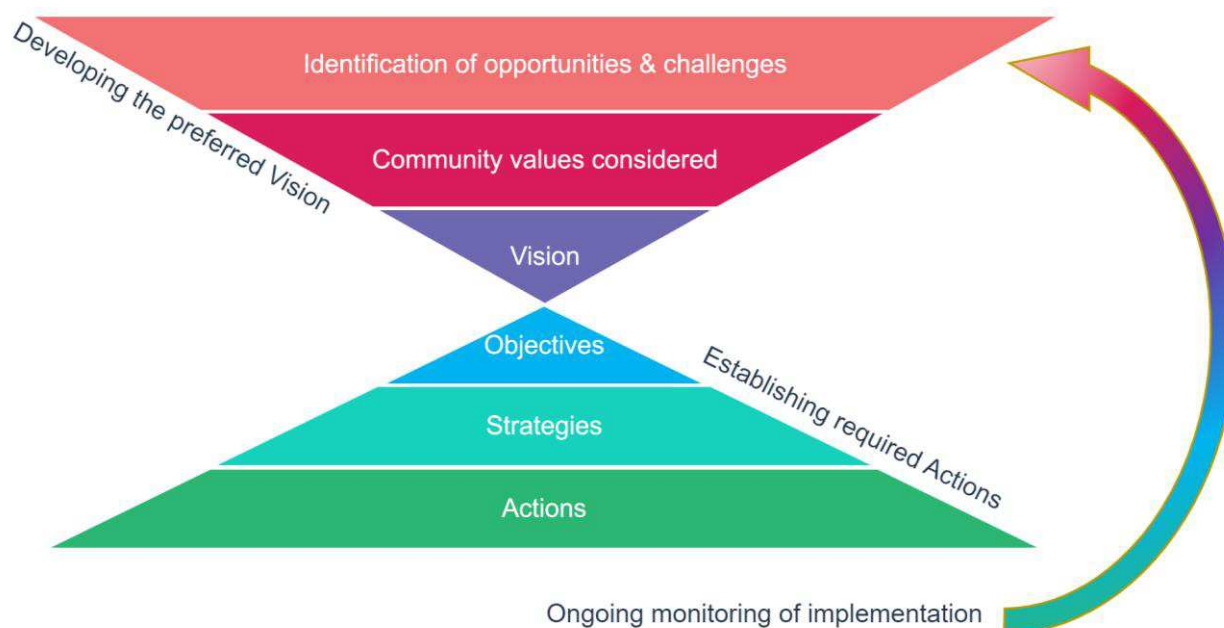 Developing the preferred Vision
Identification of opportunities & challenges
Community values considered
Vision
Objectives
Strategies
Actions
Establishing required Actions
Ongoing monitoring of implementation